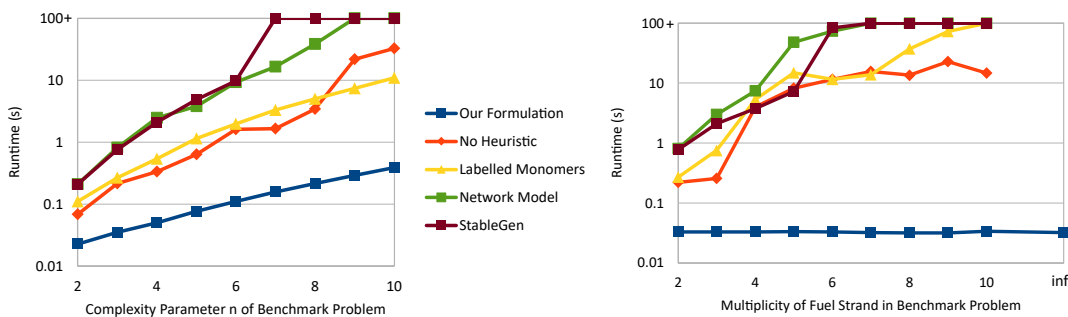 100+
10
1
0.1
0.01
Runtime (s)
2
4
6
8
10
Complexity Parameter n of Benchmark Problem
Our Formulation
No Heuristic
Labelled Monomers
Network Model
StableGen
100+
10
1
0.1
0.01
Runtime (s)
2
4
6
8
10
inf
Multiplicity of Fuel Strand in Benchmark Problem